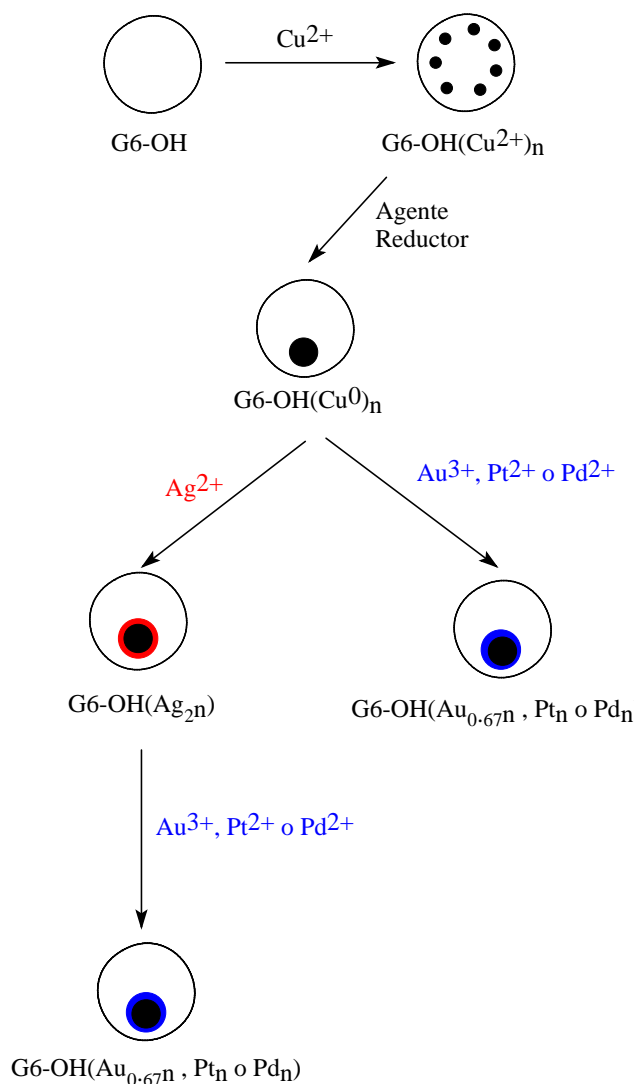 Cu2+
G6-OH
G6-OH(Cu2+)n
Agente
Reductor
G6-OH(Cu0)n
Ag2+
Au3+, Pt2+ o Pd2+
G6-OH(Ag2n)
G6-OH(Au0.67n , Ptn o Pdn
Au3+, Pt2+ o Pd2+
G6-OH(Au0.67n , Ptn o Pdn)